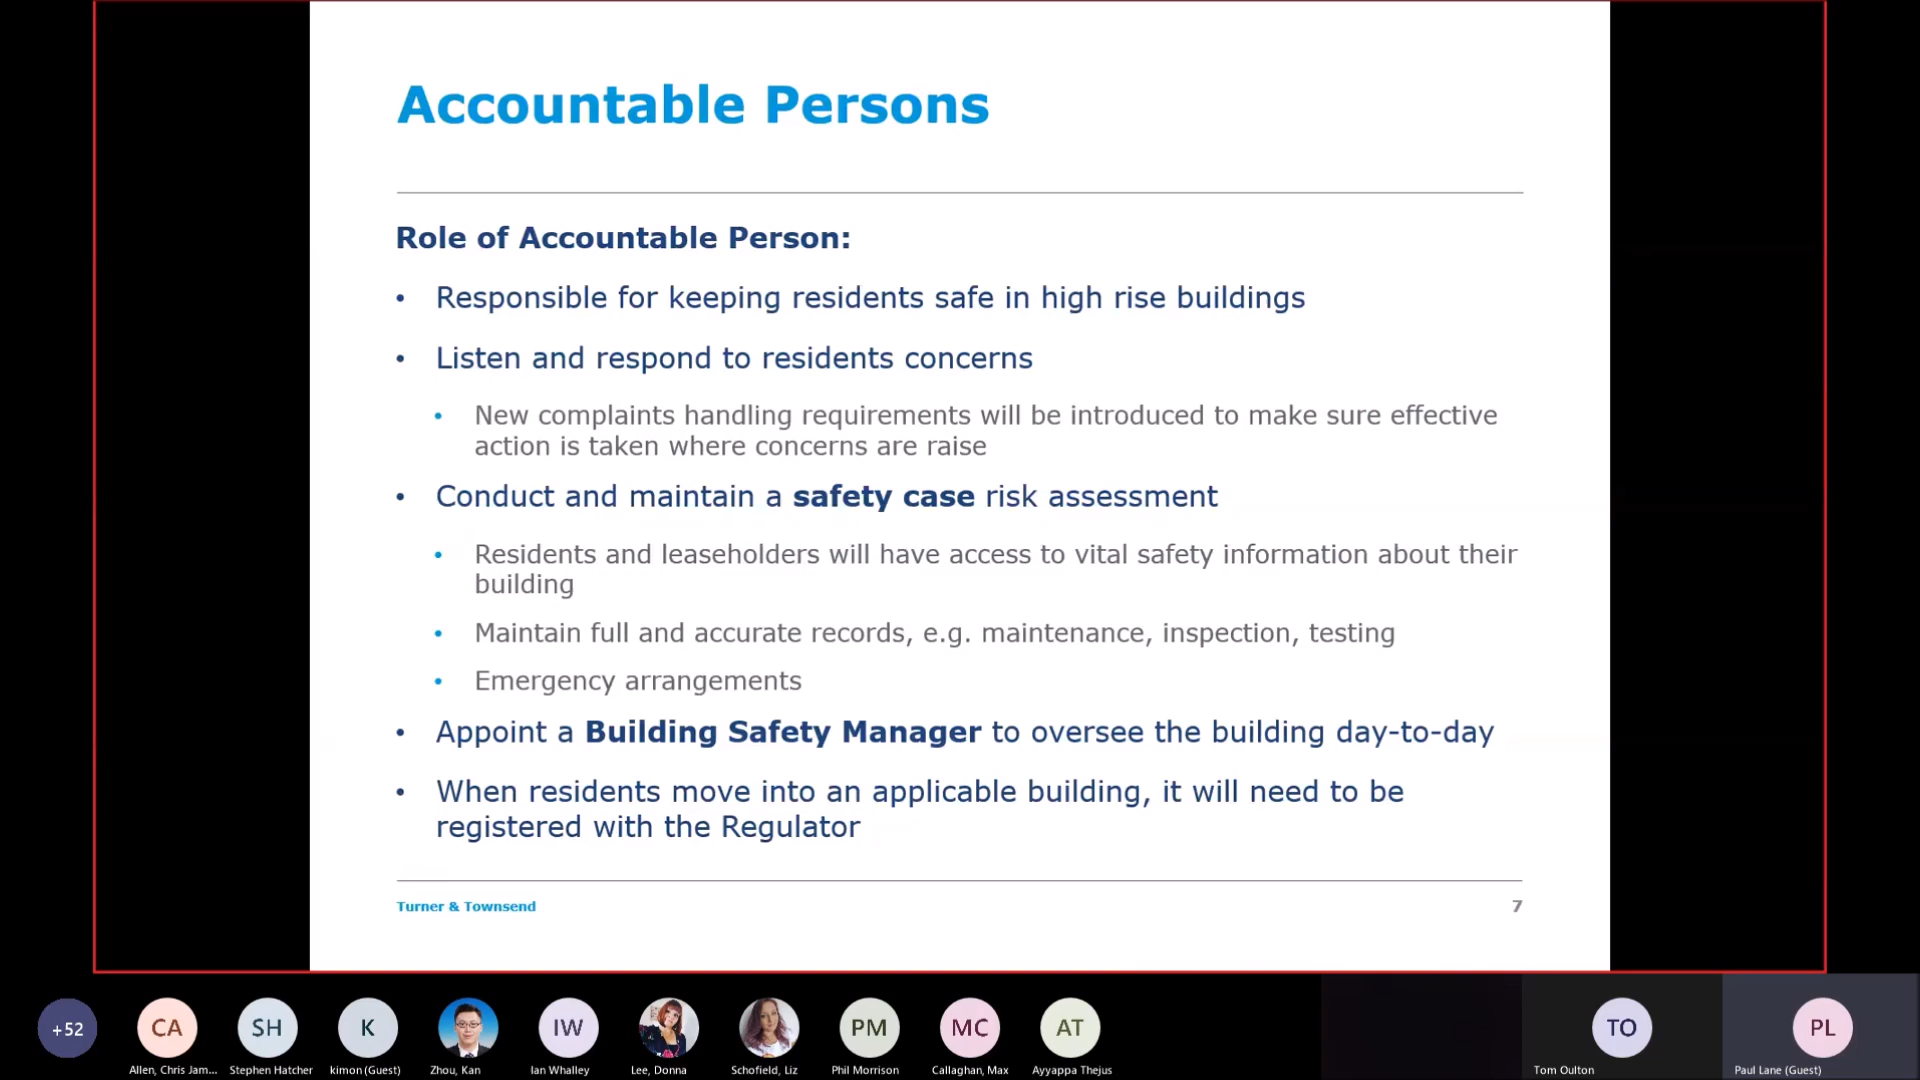 Accountable Persons
Role of Accountable Person:
• Responsible for keeping residents safe in high rise buildings
• Listen and respond to residents concerns
• New complaints handling requirements will be introduced to make sure effective
action is taken where concerns are raise
• Conduct and maintain a safety case risk assessment
• Residents and leaseholders will have access to vital safety information about their
building
• Maintain full and accurate records, e.g. maintenance, inspection, testing
• Emergency arrangements
• Appoint a Building Safety Manager to oversee the building day-to-day
• When residents move into an applicable building, it will need to be
registered with the Regulator
Turner & Townsend 7
+52 CA SH K IW PM MC AT TO PL
Allen, Chris Jam... Stephen Hatcher kimon (Guest) Zhou, Kan Ian Whalley Lee, Donna Schofield, Liz Phil Morrison Callaghan, Max Ayyappa Thejus Tom Oulton Paul Lane (Guest)